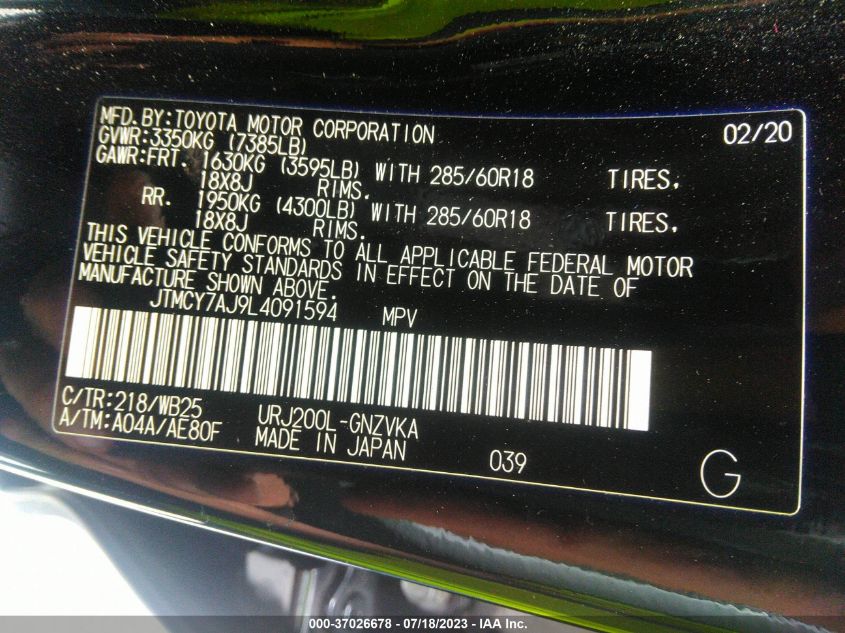 MFD. BY: TOYOTA MOTOR CORPORATION 02/20
GVWR: 3350KG (7385LB)
GAWR: FRT. 1630KG (3595LB) WITH 285/60R18 TIRES,
18X8J RIMS.
RR. 1950KG (4300LB) WITH 285/60R18 TIRES,
18X8J RIMS.
THIS VEHICLE CONFORMS TO ALL APPLICABLE FEDERAL MOTOR
VEHICLE SAFETY STANDARDS IN EFFECT ON THE DATE OF
MANUFACTURE SHOWN ABOVE.
JTMCY7AJ9L4091594 MPV
C/TR: 218/WB25 URJ200L-GNZVKA
A/TM: A04A/AE80F MADE IN JAPAN 039 G
000-37026678 / 07/18/2023 - IAA Inc.